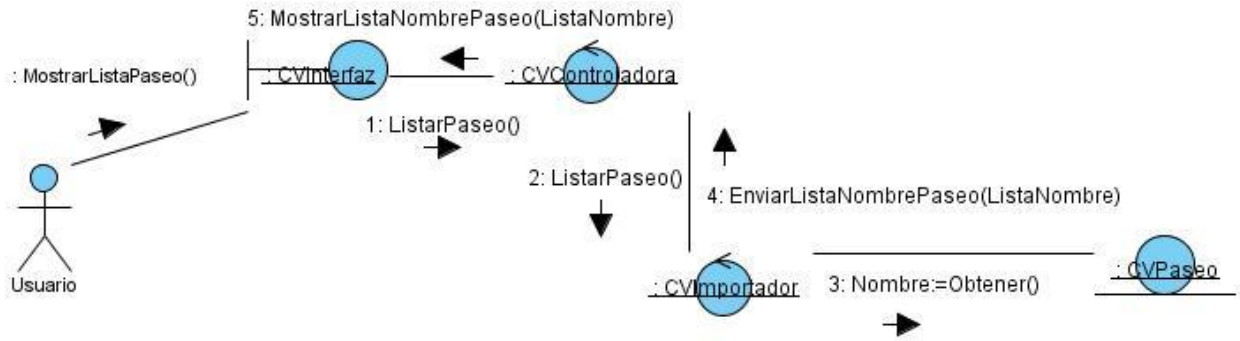 5: MostrarListaNombrePaseo(ListaNombre)
: MostrarListaPaseo()
: CVInterfaz
: CVControladora
1: ListarPaseo()
2: ListarPaseo()
4: EnviarListaNombrePaseo(ListaNombre)
Usuario
: CVImportador
3: Nombre:=Obtener()
: CVPaseo